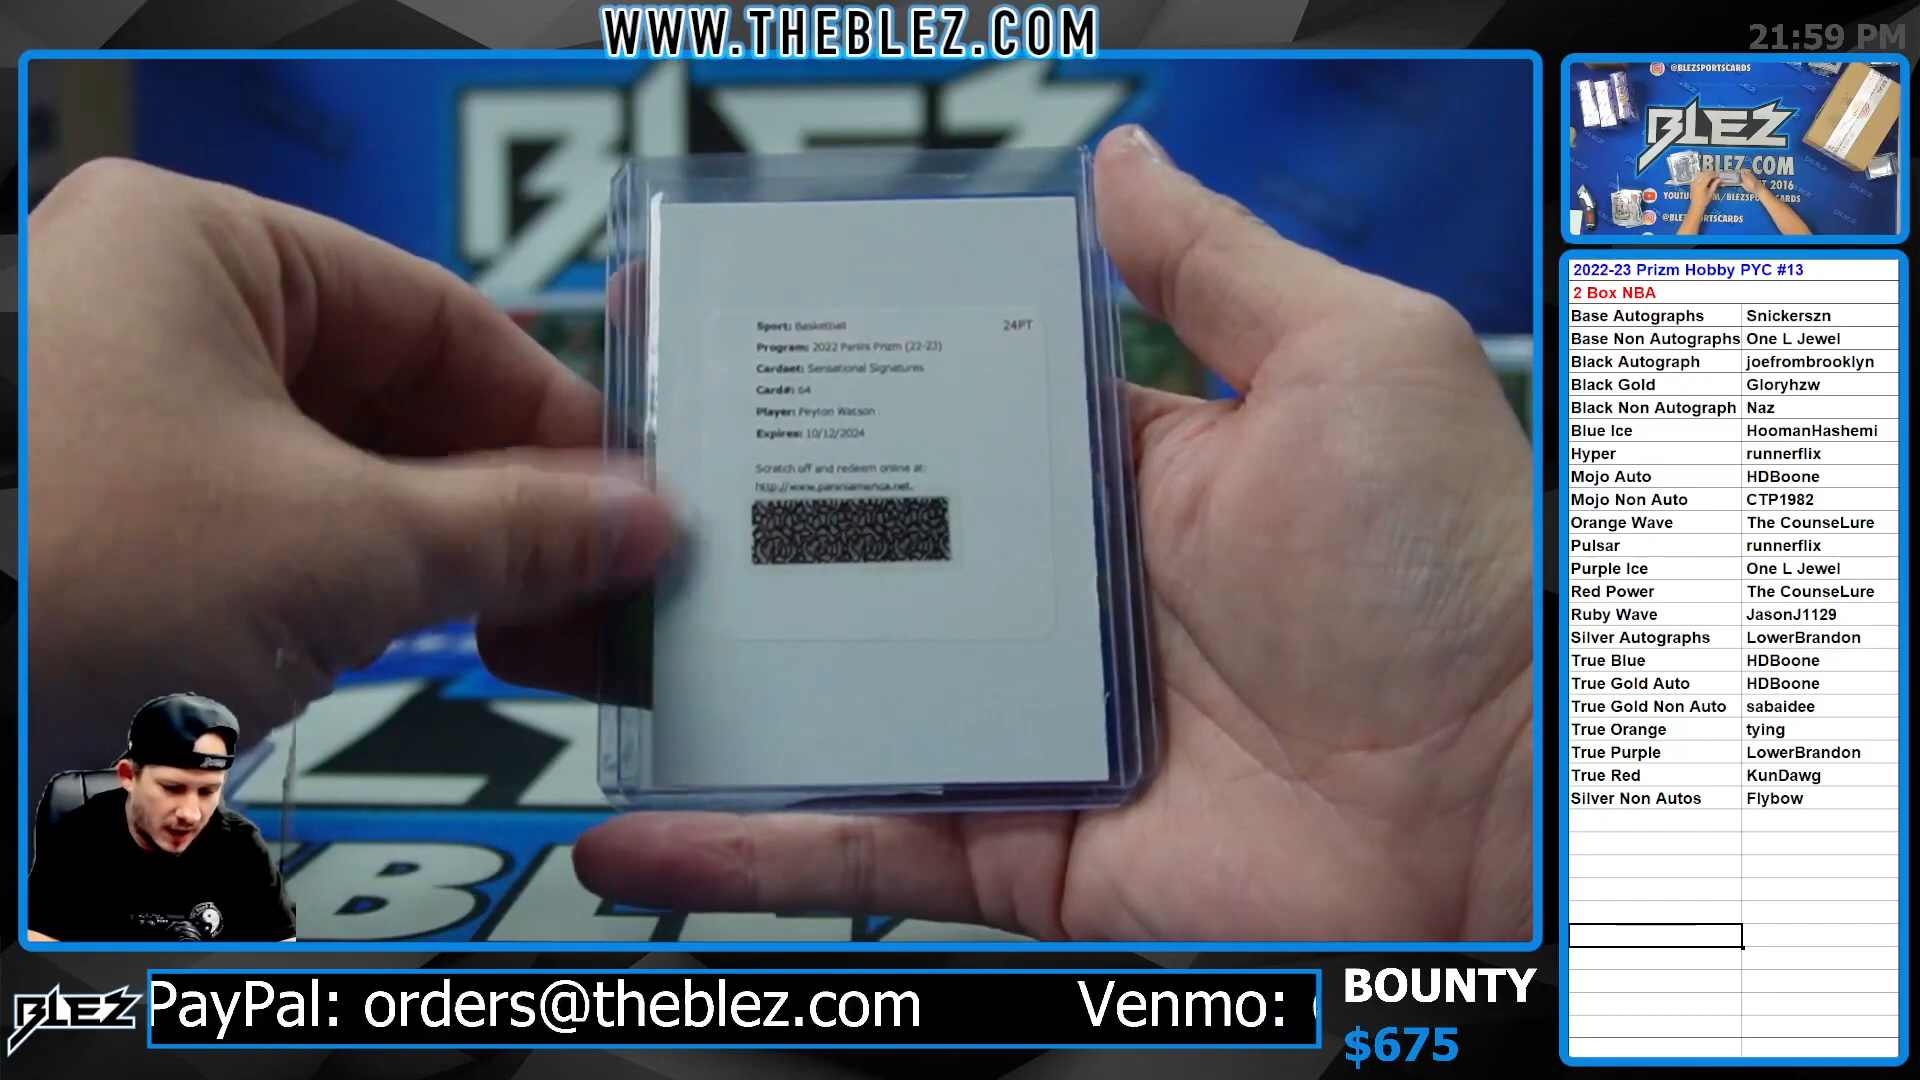 WWW.THEBLEZ.COM
21:59 PM
BLEZ
Sport: Basketball
24PT
Program: 2022 Panini Prizm (22-23)
Cardset: Sensational Signatures
Card#: 64
Player: Peyton Watson
Expires: 10/12/2024
Scratch off and redeem online at:
http://www.paniniamerica.net.
BLEZ
@BLEZSPORTSCARDS
BLEZ
BLEZ.COM
2016
@BLEZSPORTSCARDS
2022-23 Prizm Hobby PYC #13
2 Box NBA
Base Autographs Snickerszn
Base Non Autographs One L Jewel
Black Autograph joefrombrooklyn
Black Gold Gloryhzw
Black Non Autograph Naz
Blue Ice HoomanHashemi
Hyper runnerflix
Mojo Auto HDBoone
Mojo Non Auto CTP1982
Orange Wave The CounseLure
Pulsar runnerflix
Purple Ice One L Jewel
Red Power The CounseLure
Ruby Wave JasonJ1129
Silver Autographs LowerBrandon
True Blue HDBoone
True Gold Auto HDBoone
True Gold Non Auto sabaidee
True Orange tying
True Purple LowerBrandon
True Red KunDawg
Silver Non Autos Flybow
BLEZ
PayPal: orders@theblez.com Venmo:
BOUNTY
$675